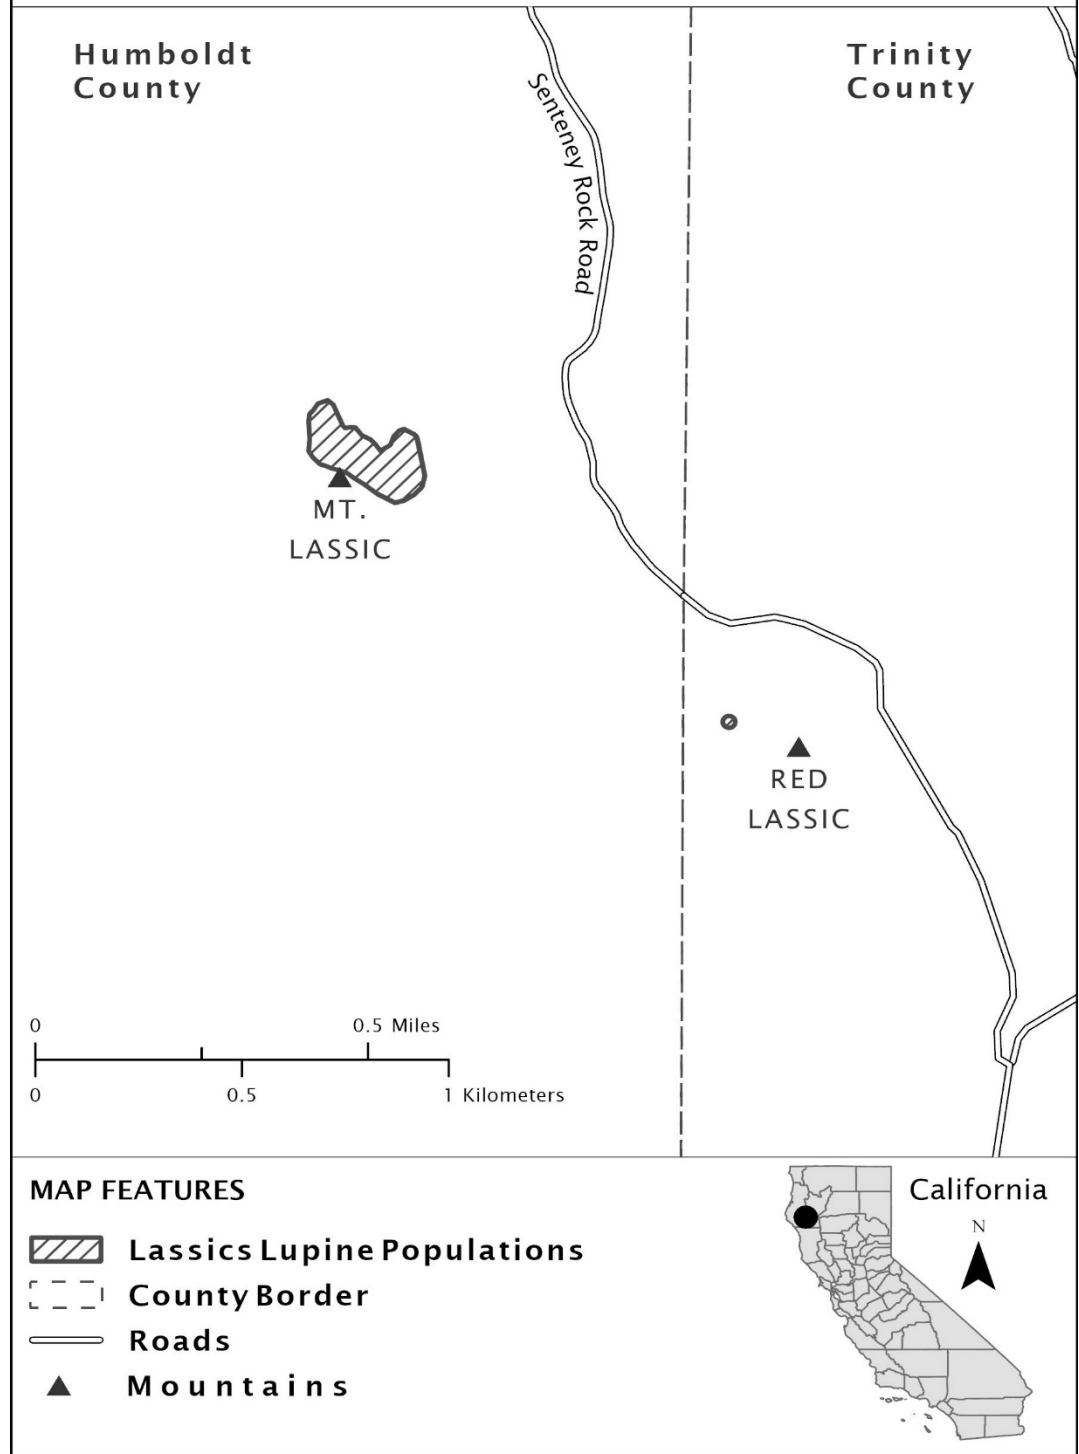 Humboldt
County
Trinity
County
Senteney Rock Road
MT.
LASSIC
RED
LASSIC
0 0.5 Miles
0 0.5 1 Kilometers
MAP FEATURES
California
N
Lassics Lupine Populations
County Border
Roads
Mountains